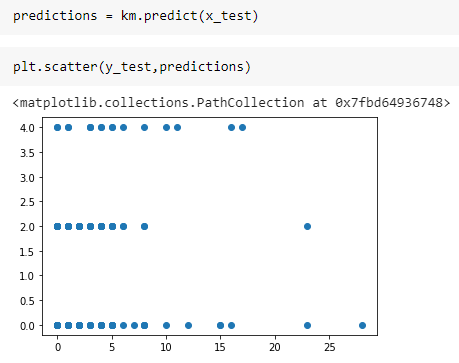 predictions = km.predict(x_test)
plt.scatter(y_test,predictions)
<matplotlib.collections.PathCollection at 0x7fbd64936748>
4.0
3.5
3.0
2.5
2.0
1.5
1.0
0.5
0.0
0 5 10 15 20 25